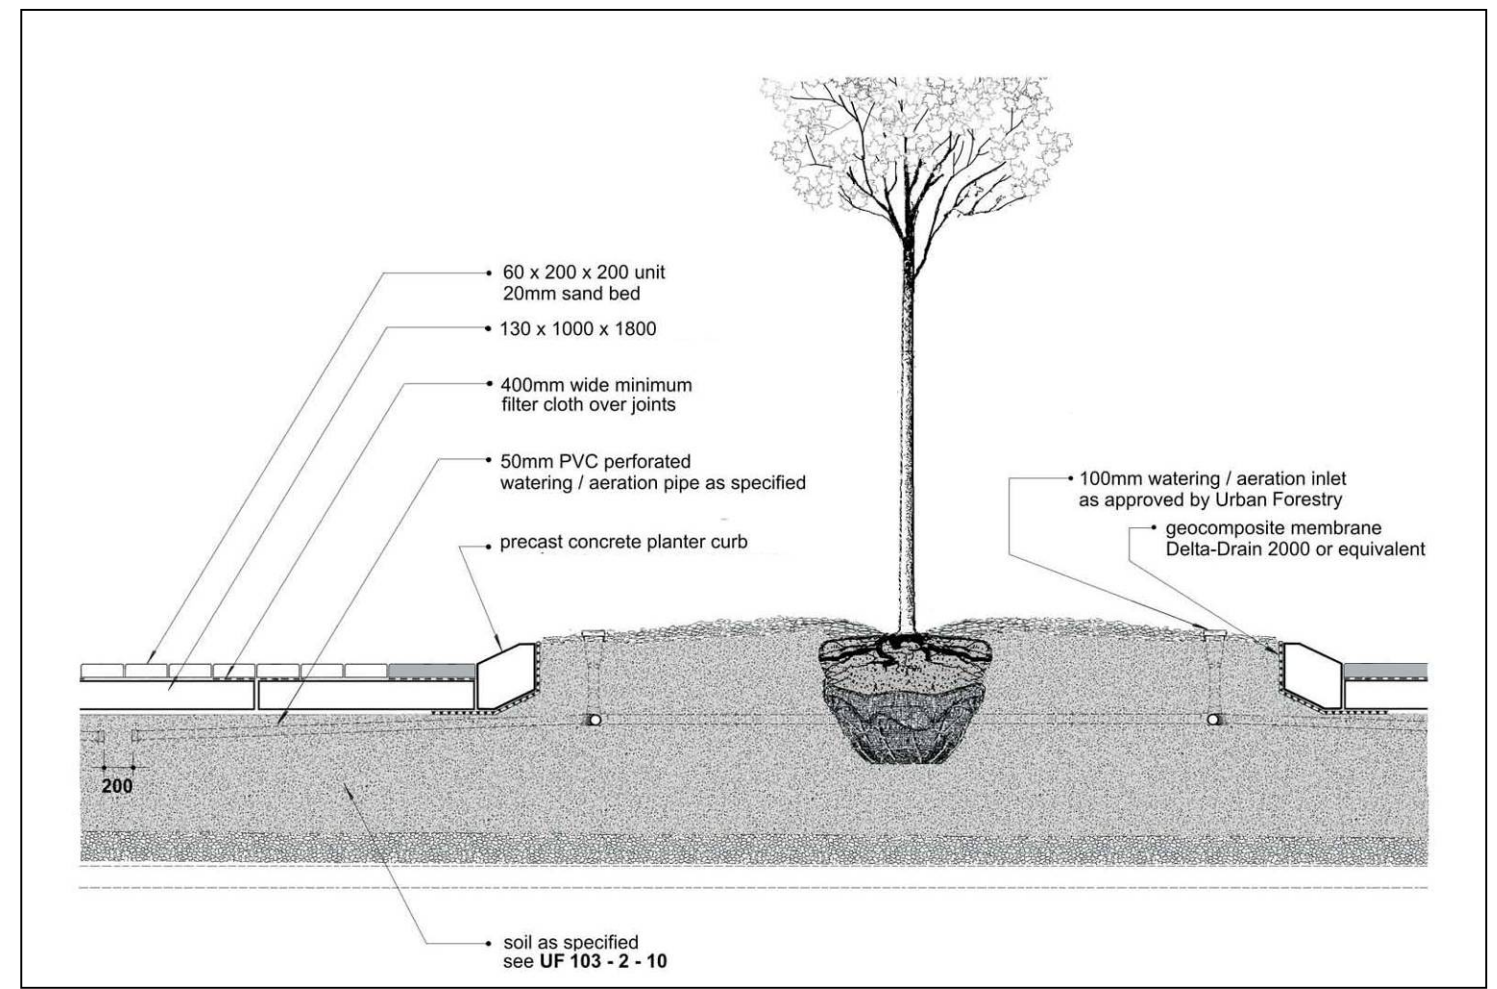 60 x 200 x 200 unit
20mm sand bed
130 x 1000 x 1800
400mm wide minimum
filter cloth over joints
50mm PVC perforated
watering / aeration pipe as specified
precast concrete planter curb
100mm watering / aeration inlet
as approved by Urban Forestry
geocomposite membrane
Delta-Drain 2000 or equivalent
200
soil as specified
see UF 103 - 2 - 10